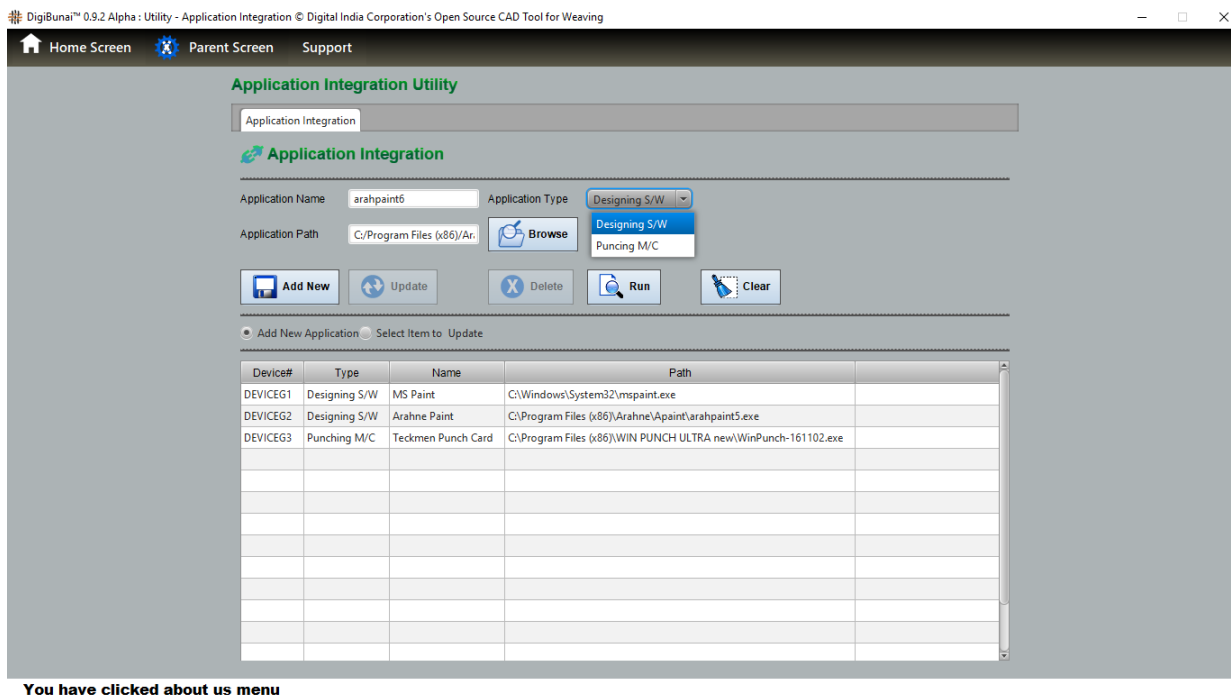 DigiBunai™ 0.9.2 Alpha : Utility - Application Integration © Digital India Corporation's Open Source CAD Tool for Weaving
Home Screen Parent Screen Support
Application Integration Utility
Application Integration
Application Integration
Application Name arahpaint6 Application Type Designing S/W
Designing S/W
Application Path C:/Program Files (x86)/Ar Browse
Puncing M/C
Add New Update Delete Run Clear
Add New Application Select Item to Update
Device# Type Name Path
DEVICEG1 Designing S/W MS Paint C:\Windows\System32\mspaint.exe
DEVICEG2 Designing S/W Arahne Paint C:\Program Files (x86)\Arahne\Apaint\arahpaint5.exe
DEVICEG3 Punching M/C Teckmen Punch Card C:\Program Files (x86)\WIN PUNCH ULTRA new\WinPunch-161102.exe
You have clicked about us menu